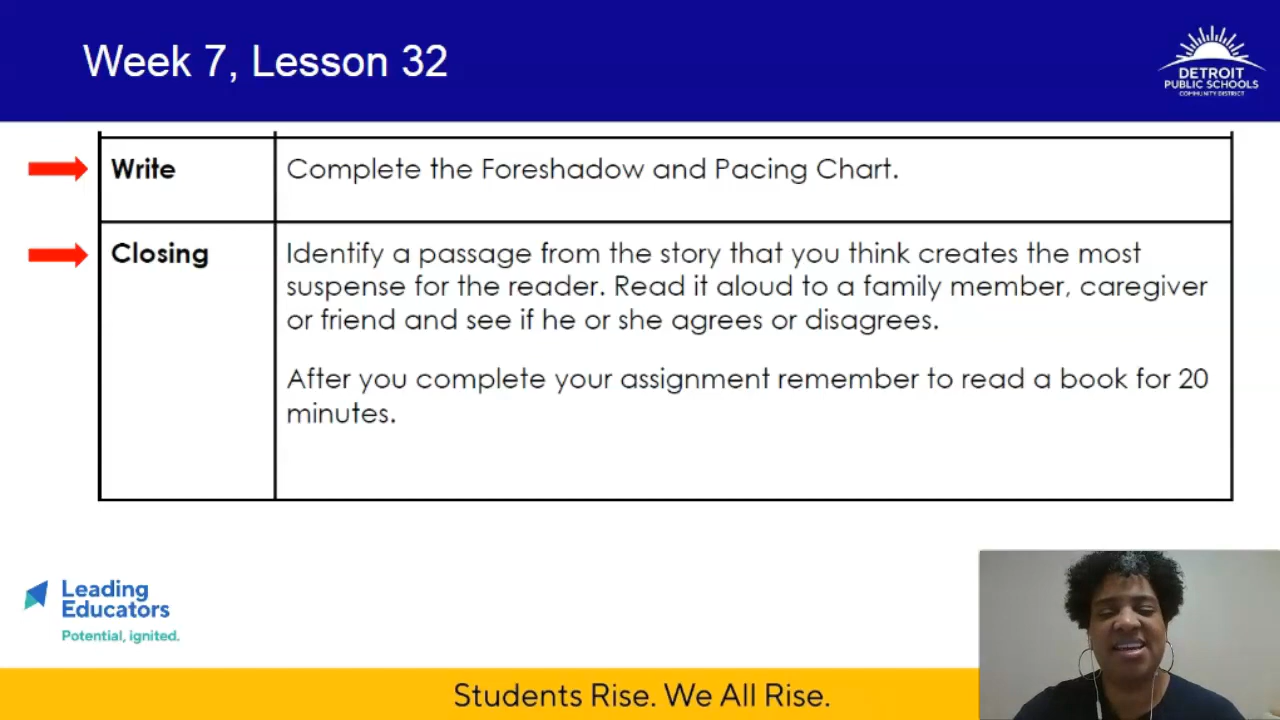 Week 7, Lesson 32
DETROIT
PUBLIC SCHOOLS
COMMUNITY DISTRICT
Write
Complete the Foreshadow and Pacing Chart.
Closing
Identify a passage from the story that you think creates the most
suspense for the reader. Read it aloud to a family member, caregiver
or friend and see if he or she agrees or disagrees.
After you complete your assignment remember to read a book for 20
minutes.
Leading
Educators
Potential, ignited.
Students Rise. We All Rise.